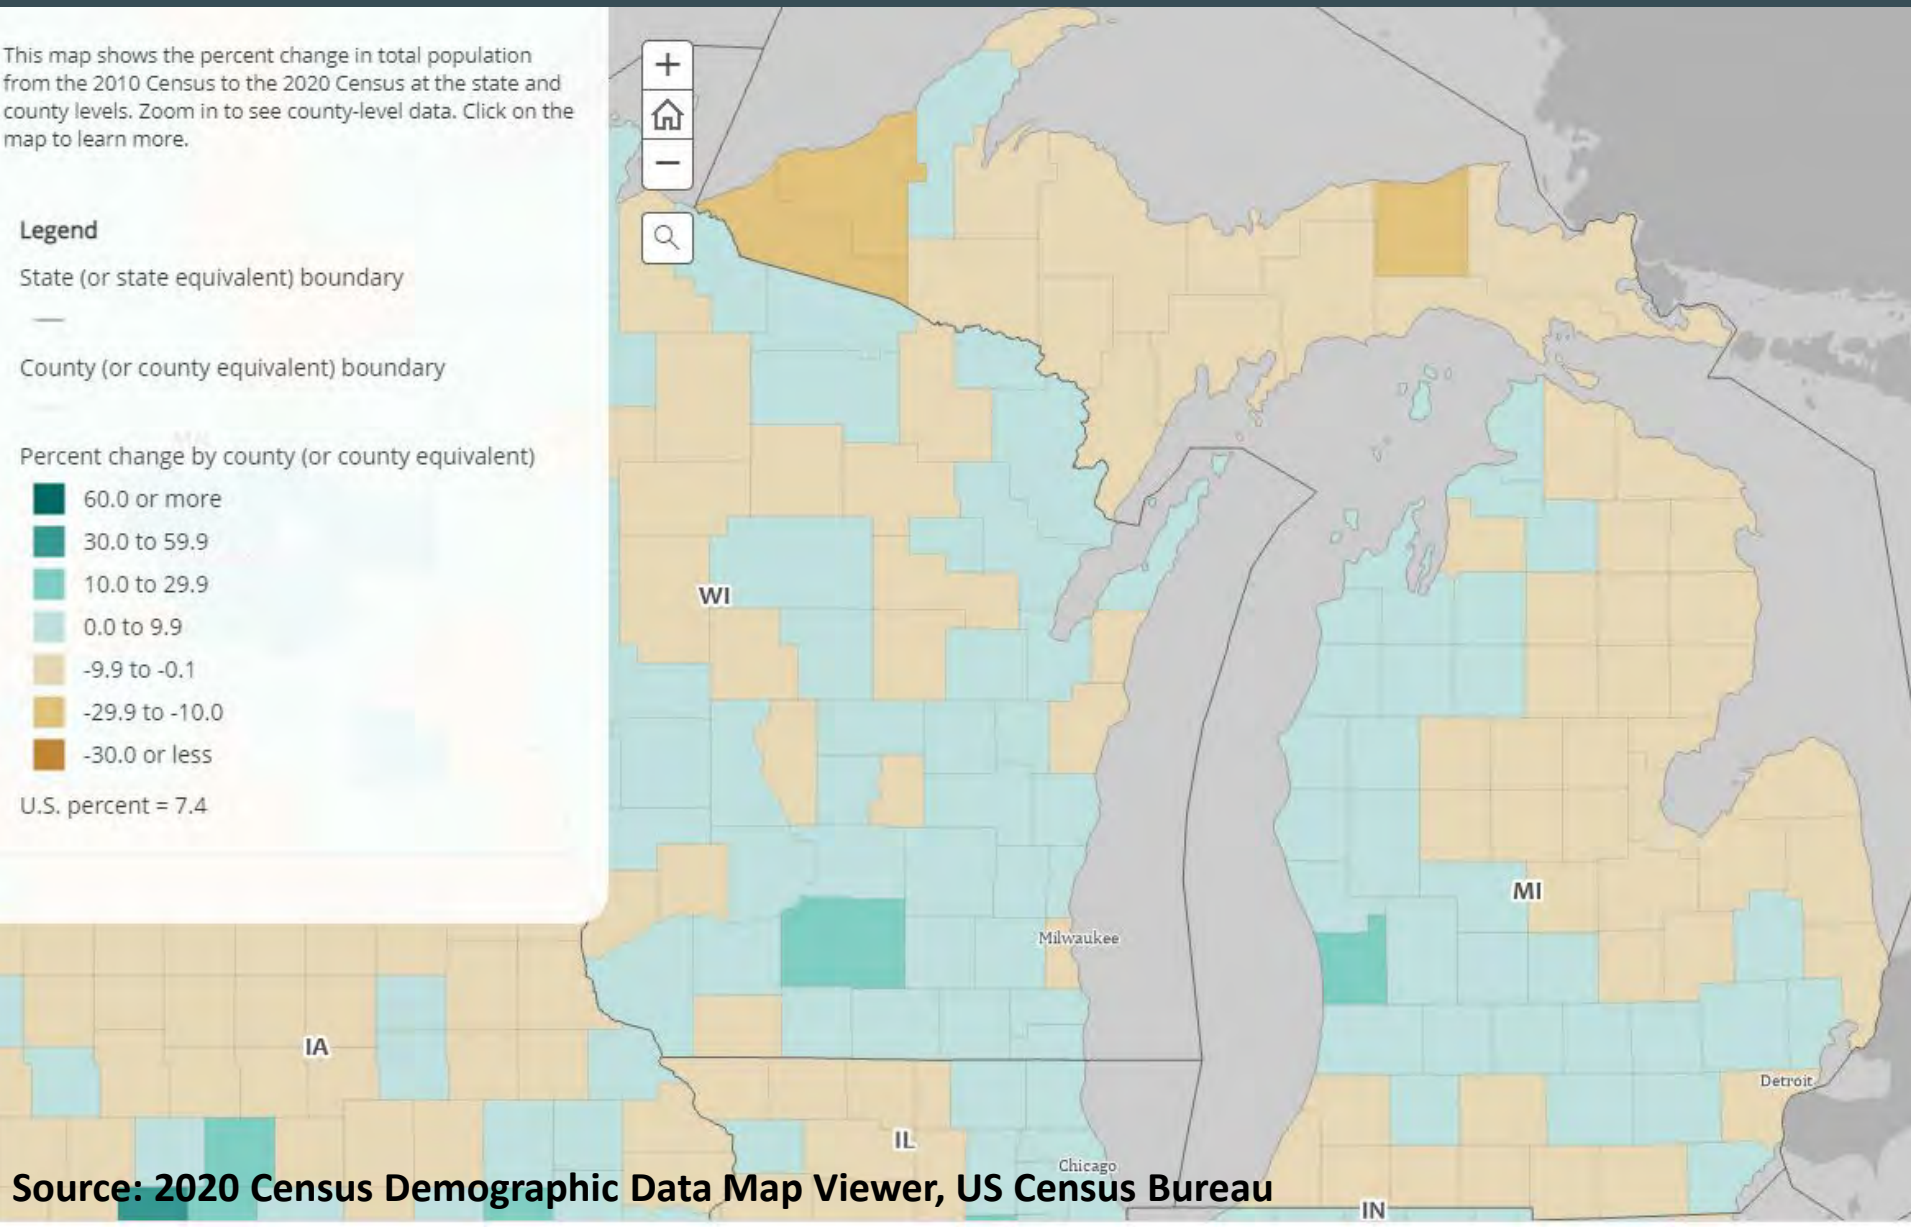 This map shows the percent change in total population
from the 2010 Census to the 2020 Census at the state and
county levels. Zoom in to see county-level data. Click on the
map to learn more.
Legend
State (or state equivalent) boundary
County (or county equivalent) boundary
Percent change by county (or county equivalent)
60.0 or more
30.0 to 59.9
10.0 to 29.9
0.0 to 9.9
-9.9 to -0.1
-29.9 to -10.0
-30.0 or less
U.S. percent = 7.4
WI
MI
Milwaukee
IA
Detroit
IL
Chicago
Source: 2020 Census Demographic Data Map Viewer, US Census Bureau
IN